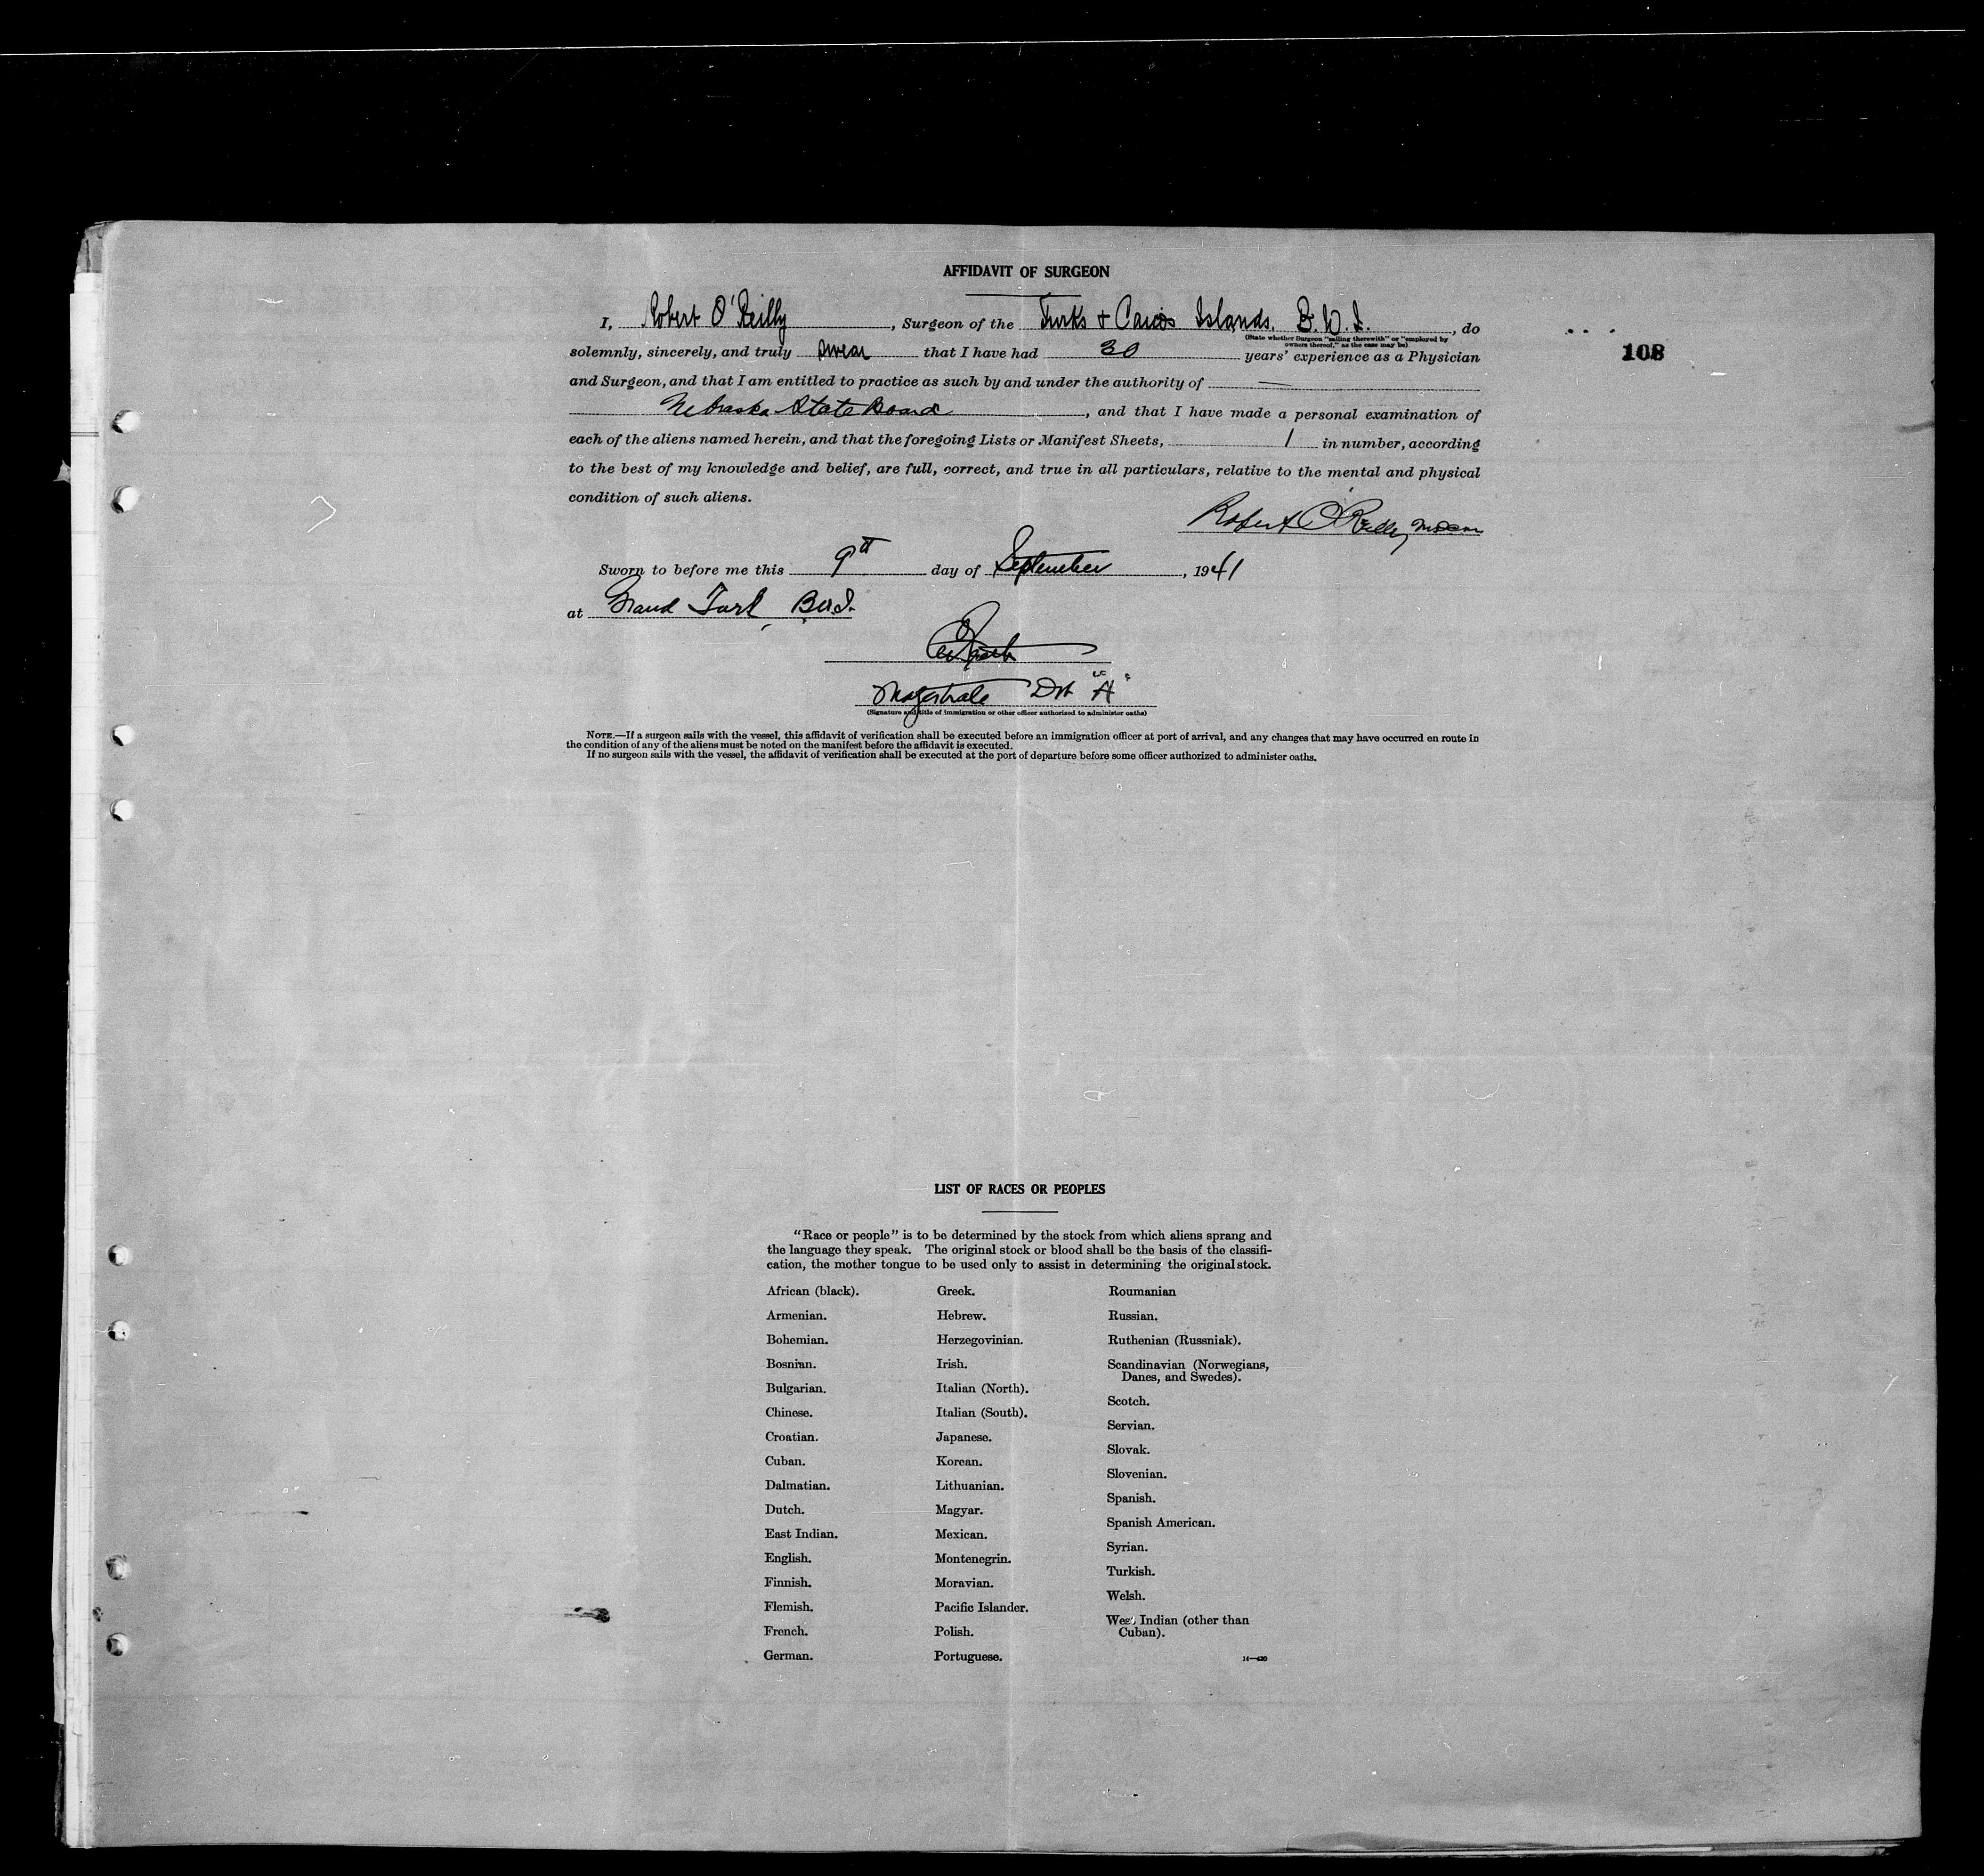 AFFIDAVIT OF SURGEON
I, Robert O'Reilly, Surgeon of the Turks + Caicos Islands. B.W.I., do
(State whether Surgeon "sailing therewith" or "employed by
owners thereof," as the case may be)
108
solemnly, sincerely, and truly swear that I have had 30 years' experience as a Physician
and Surgeon, and that I am entitled to practice as such by and under the authority of —
Nebraska State Board, and that I have made a personal examination of
each of the aliens named herein, and that the foregoing Lists or Manifest Sheets, 1 in number, according
to the best of my knowledge and belief, are full, correct, and true in all particulars, relative to the mental and physical
condition of such aliens.
Robert O'Reilly
Sworn to before me this 9th day of September, 1941
at Grand Turk, B.W.I.
Magistrate Dist "A"
(Signature and title of immigration or other officer authorized to administer oaths)
NOTE.—If a surgeon sails with the vessel, this affidavit of verification shall be executed before an immigration officer at port of arrival, and any changes that may have occurred en route in
the condition of any of the aliens must be noted on the manifest before the affidavit is executed.
If no surgeon sails with the vessel, the affidavit of verification shall be executed at the port of departure before some officer authorized to administer oaths.
LIST OF RACES OR PEOPLES
"Race or people" is to be determined by the stock from which aliens sprang and
the language they speak. The original stock or blood shall be the basis of the classifi-
cation, the mother tongue to be used only to assist in determining the original stock.
African (black).
Armenian.
Bohemian.
Bosnian.
Bulgarian.
Chinese.
Croatian.
Cuban.
Dalmatian.
Dutch.
East Indian.
English.
Finnish.
Flemish.
French.
German.
Greek.
Hebrew.
Herzegovinian.
Irish.
Italian (North).
Italian (South).
Japanese.
Korean.
Lithuanian.
Magyar.
Mexican.
Montenegrin.
Moravian.
Pacific Islander.
Polish.
Portuguese.
Roumanian
Russian.
Ruthenian (Russniak).
Scandinavian (Norwegians,
Danes, and Swedes).
Scotch.
Servian.
Slovak.
Slovenian.
Spanish.
Spanish American.
Syrian.
Turkish.
Welsh.
West Indian (other than
Cuban).
14—420